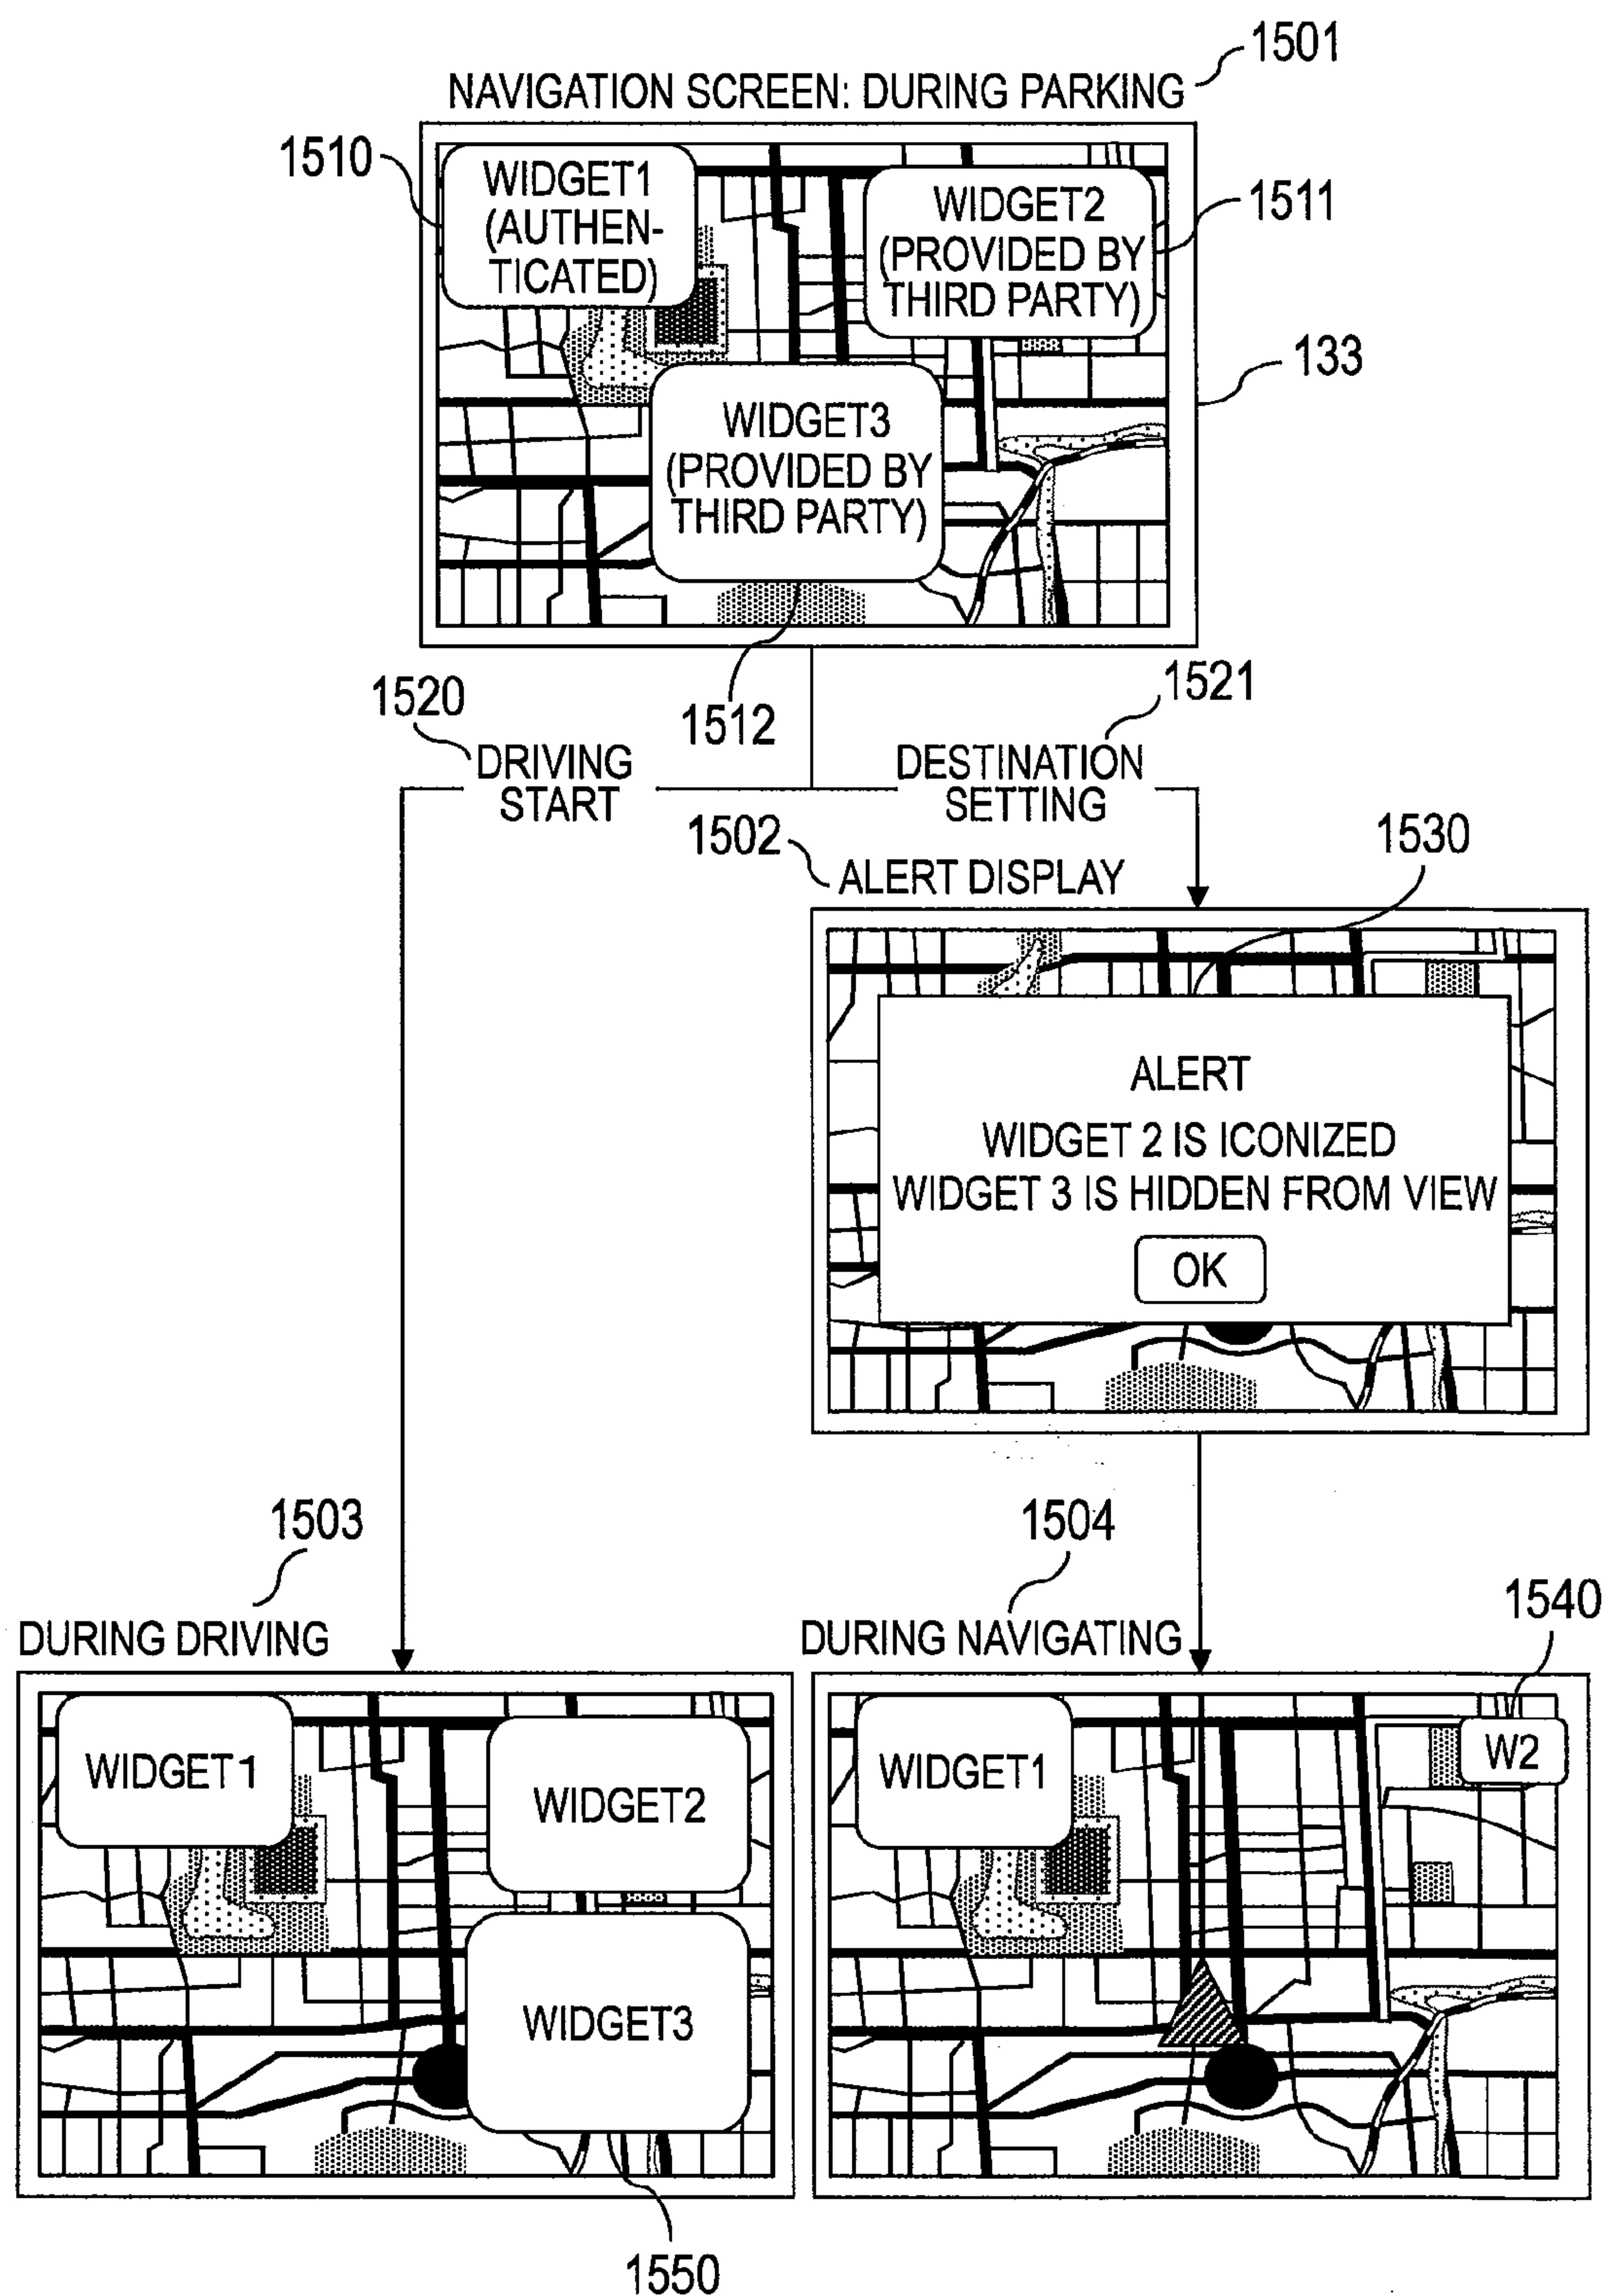 1501
NAVIGATION SCREEN: DURING PARKING
1510
WIDGET1
(AUTHEN-
TICATED)
WIDGET2
(PROVIDED BY
THIRD PARTY)
1511
133
WIDGET3
(PROVIDED BY
THIRD PARTY)
1512
1520
DRIVING
START
1521
DESTINATION
SETTING
1502
ALERT DISPLAY
1530
ALERT
WIDGET 2 IS ICONIZED
WIDGET 3 IS HIDDEN FROM VIEW
OK
1503
DURING DRIVING
WIDGET1
WIDGET2
WIDGET3
1550
1504
DURING NAVIGATING
1540
WIDGET1
W2